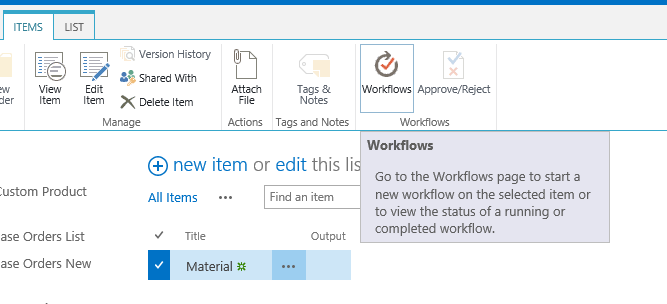 ITEMS LIST
View Item
Edit Item
Version History
Shared With
Delete Item
Manage
Attach File
Actions
Tags & Notes
Tags and Notes
Workflows
Approve/Reject
Workflows
Workflows
Go to the Workflows page to start a
new workflow on the selected item or
to view the status of a running or
completed workflow.
new item or edit this lis
All Items ···
Find an item
Title Output
Material ···
Custom Product
ase Orders List
ase Orders New